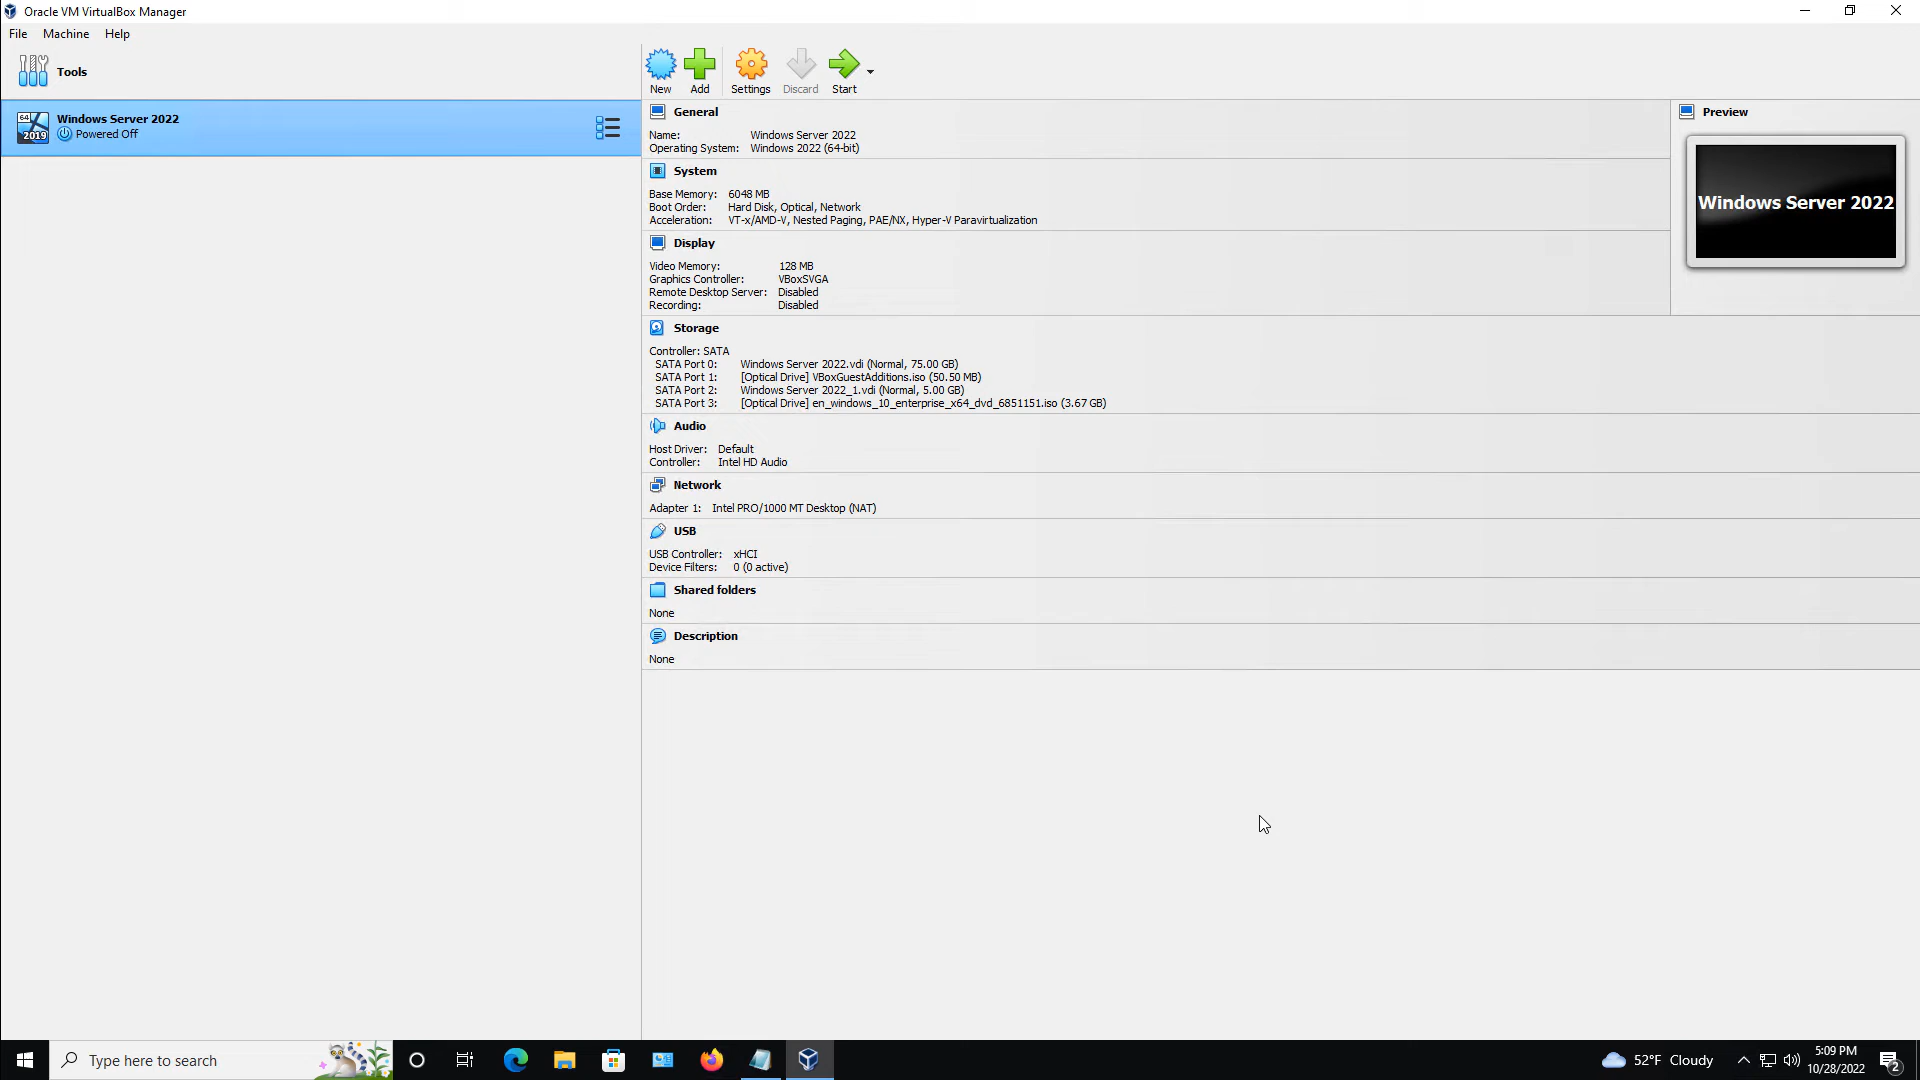 Oracle VM VirtualBox Manager
File Machine Help
Tools
New Add Settings Discard Start
64
2019
Windows Server 2022
Powered Off
General
Name: Windows Server 2022
Operating System: Windows 2022 (64-bit)
Preview
Windows Server 2022
System
Base Memory: 6048 MB
Boot Order: Hard Disk, Optical, Network
Acceleration: VT-x/AMD-V, Nested Paging, PAE/NX, Hyper-V Paravirtualization
Display
Video Memory: 128 MB
Graphics Controller: VBoxSVGA
Remote Desktop Server: Disabled
Recording: Disabled
Storage
Controller: SATA
SATA Port 0: Windows Server 2022.vdi (Normal, 75.00 GB)
SATA Port 1: [Optical Drive] VBoxGuestAdditions.iso (50.50 MB)
SATA Port 2: Windows Server 2022_1.vdi (Normal, 5.00 GB)
SATA Port 3: [Optical Drive] en_windows_10_enterprise_x64_dvd_6851151.iso (3.67 GB)
Audio
Host Driver: Default
Controller: Intel HD Audio
Network
Adapter 1: Intel PRO/1000 MT Desktop (NAT)
USB
USB Controller: xHCI
Device Filters: 0 (0 active)
Shared folders
None
Description
None
Type here to search
52°F Cloudy
5:09 PM
10/28/2022
2